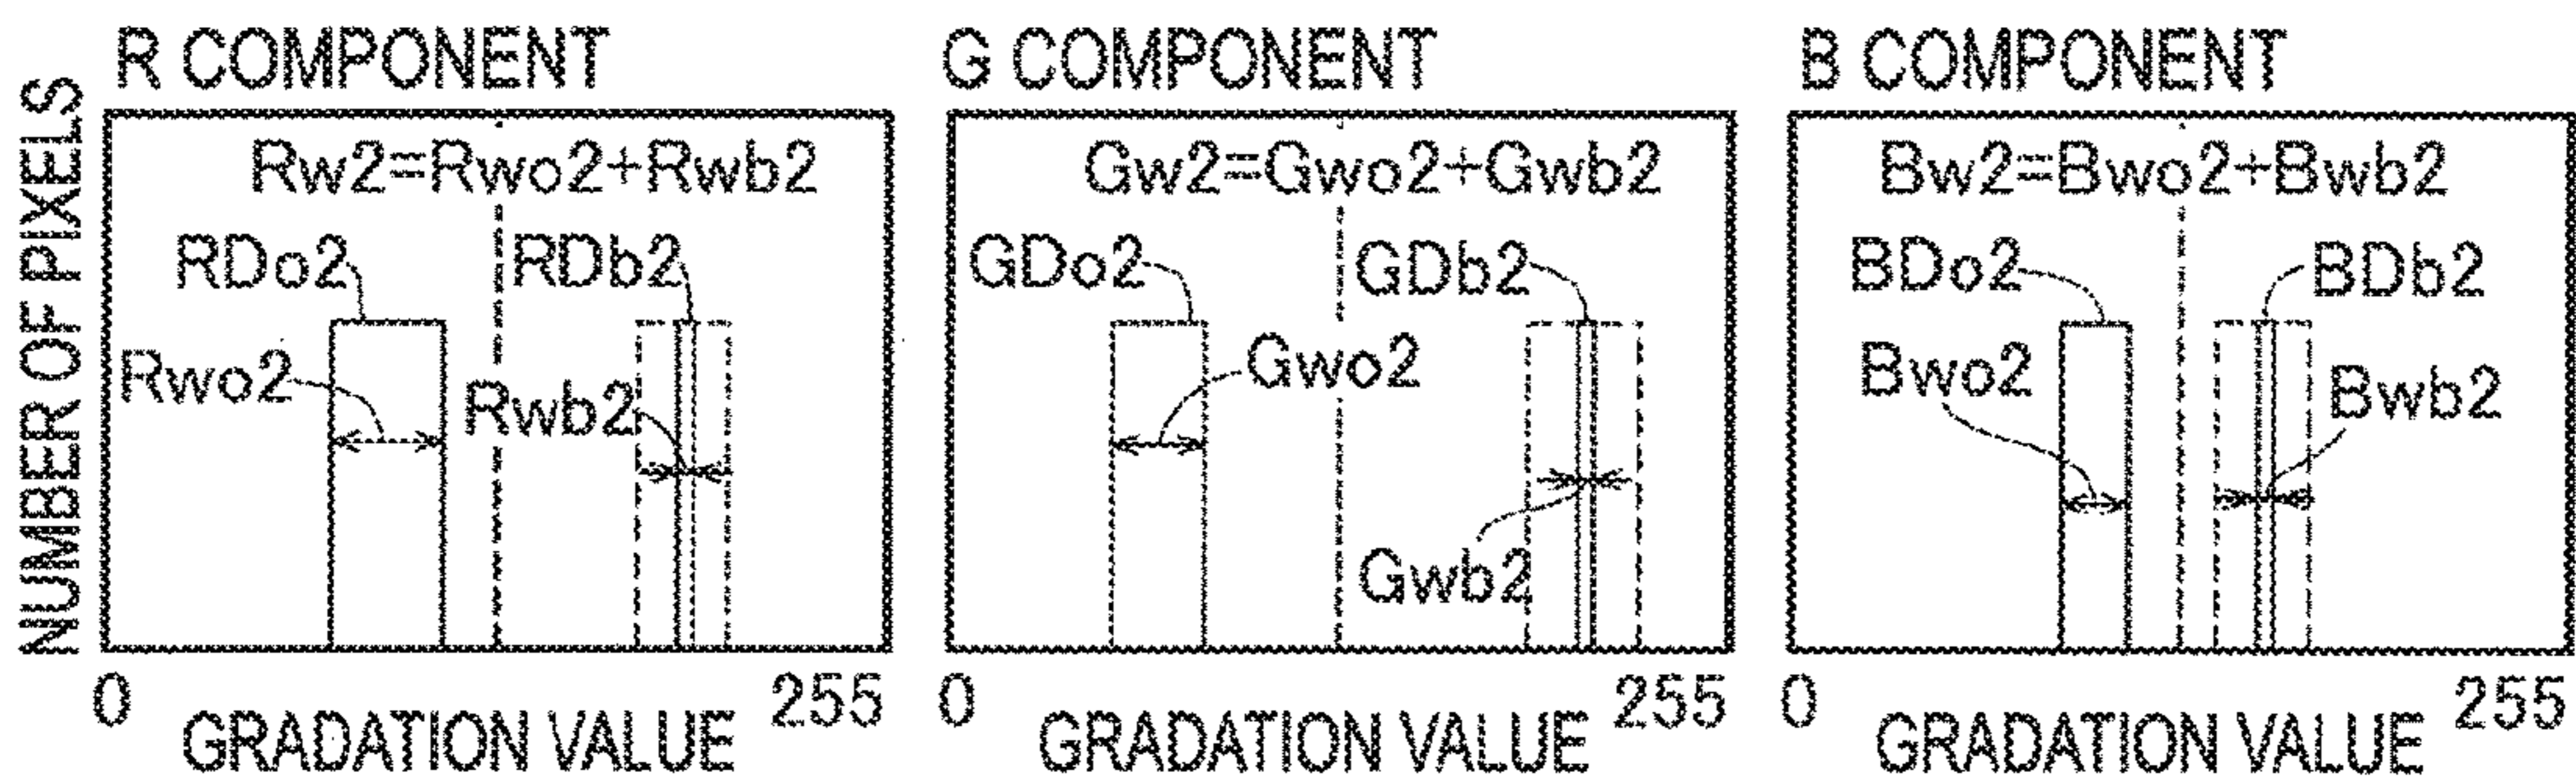 R COMPONENT
G COMPONENT
B COMPONENT
NUMBER OF PIXELS
Rw2=Rwo2+Rwb2
RDo2
RDb2
Rwo2
Rwb2
Gw2=Gwo2+Gwb2
GDo2
GDb2
Gwo2
Gwb2
Bw2=Bwo2+Bwb2
BDo2
BDb2
Bwo2
Bwb2
0
GRADATION VALUE
255
0
GRADATION VALUE
255
0
GRADATION VALUE
255